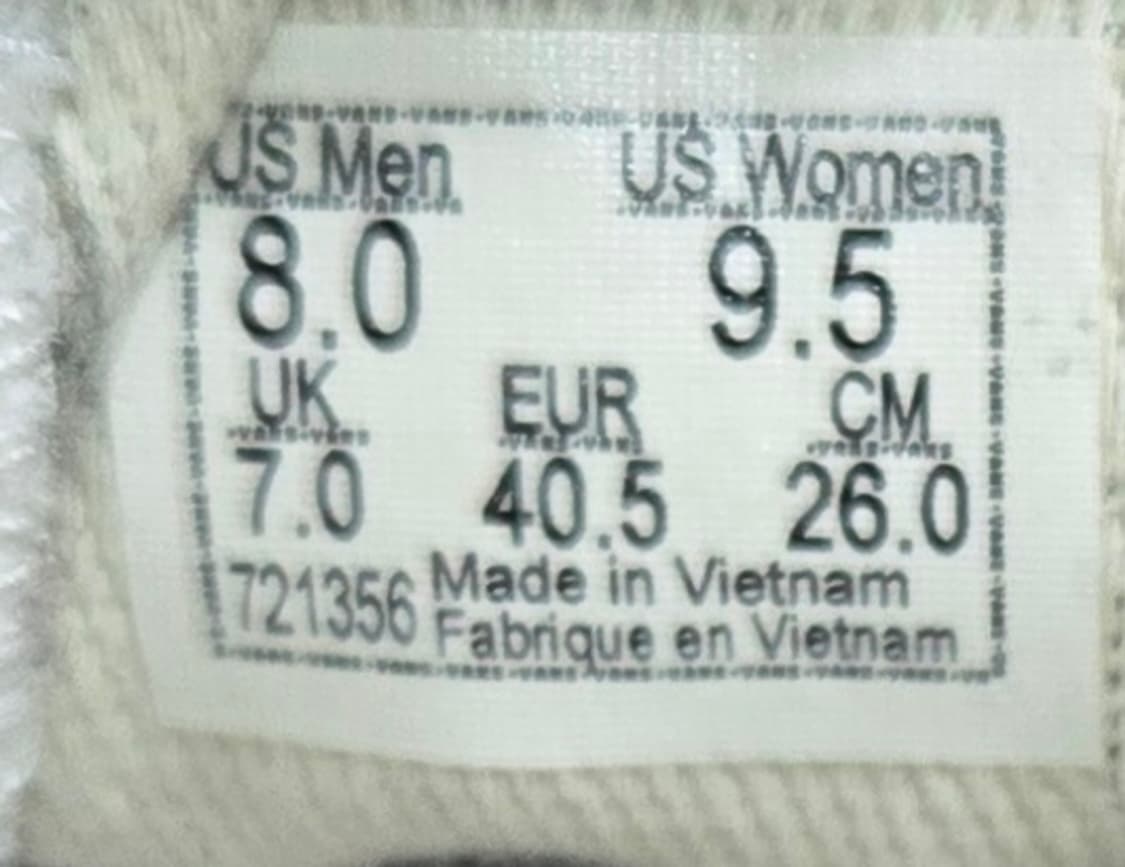 US Men US Women
8.0 9.5
UK EUR CM
7.0 40.5 26.0
721356 Made in Vietnam
Fabrique en Vietnam